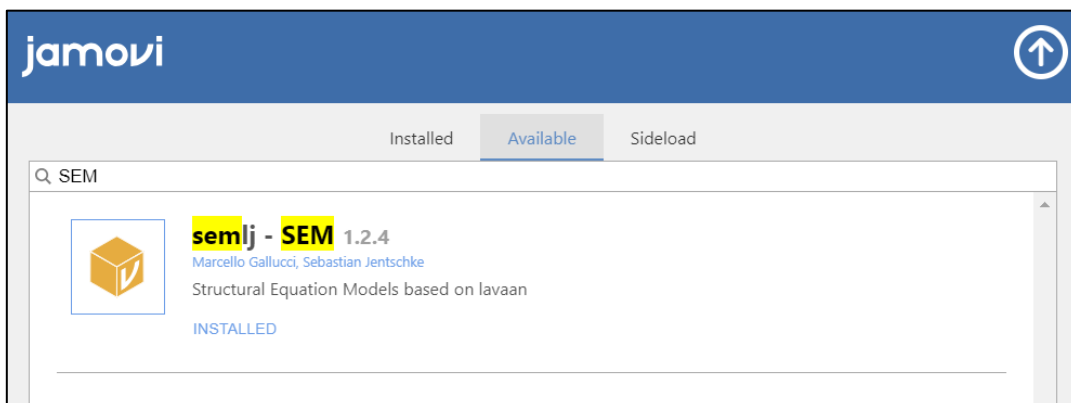 jamovi
Installed Available Sideload
SEM
semlj - SEM 1.2.4
Marcello Gallucci, Sebastian Jentschke
Structural Equation Models based on lavaan
INSTALLED